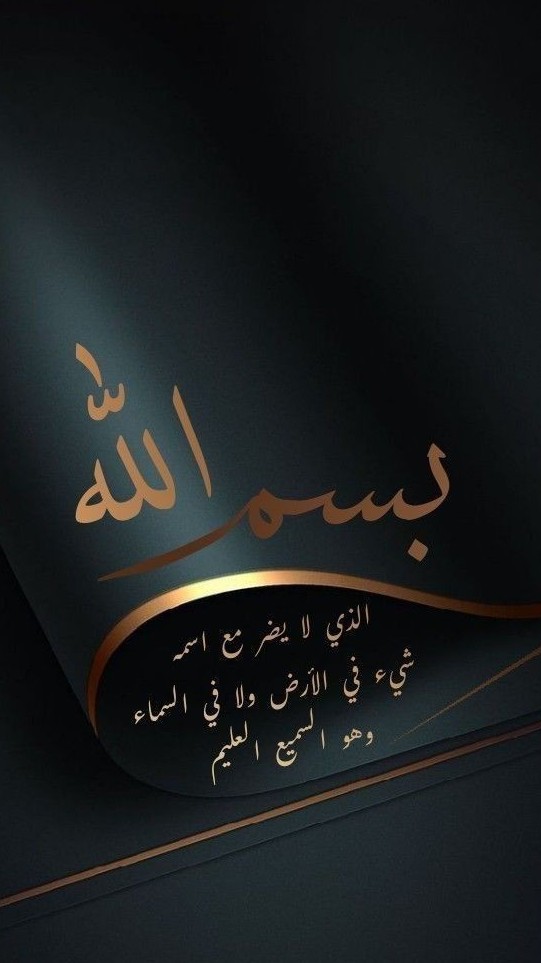 بسم الله
الذي لا يضر مع اسمه
شيء في الأرض ولا في السماء
وهو السميع العليم